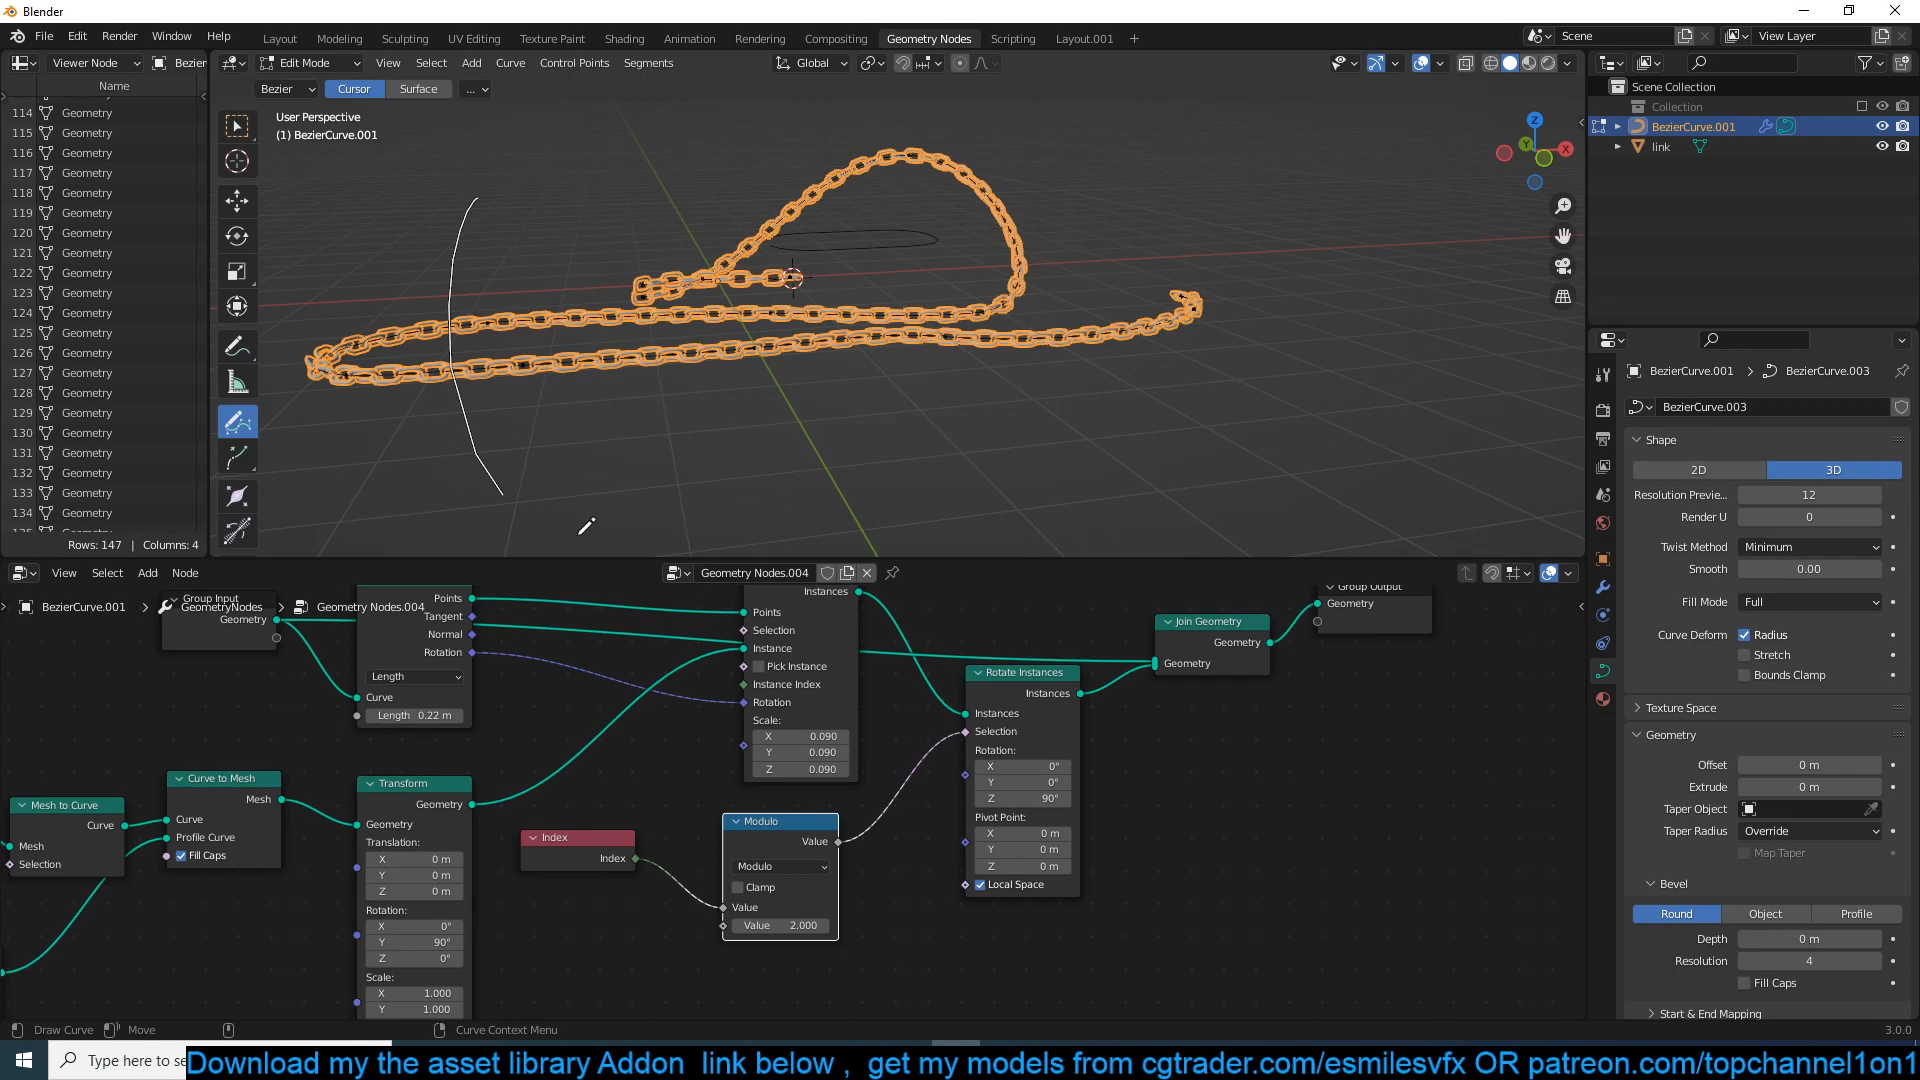 Blender
File Edit Render Window Help
Layout Modeling Sculpting UV Editing Texture Paint Shading Animation Rendering Compositing Geometry Nodes Scripting Layout.001 +
Scene
View Layer
Viewer Node
Bezier
Edit Mode
View Select Add Curve Control Points Segments
Global
Name
Bezier
Cursor
Surface
...
Scene Collection
Collection
BezierCurve.001
link
User Perspective
(1) BezierCurve.001
114 Geometry
115 Geometry
116 Geometry
117 Geometry
118 Geometry
119 Geometry
120 Geometry
121 Geometry
122 Geometry
123 Geometry
124 Geometry
125 Geometry
126 Geometry
127 Geometry
128 Geometry
129 Geometry
130 Geometry
131 Geometry
132 Geometry
133 Geometry
134 Geometry
Rows: 147 | Columns: 4
Z
Y
X
BezierCurve.001 > BezierCurve.003
BezierCurve.003
Shape
2D
3D
Resolution Previe... 12
Render U 0
Twist Method Minimum
Smooth 0.00
Fill Mode Full
Curve Deform Radius
Stretch
Bounds Clamp
Texture Space
Geometry
Offset 0 m
Extrude 0 m
Taper Object
Taper Radius Override
Map Taper
Bevel
Round Object Profile
Depth 0 m
Resolution 4
Fill Caps
Start & End Mapping
View Select Add Node
Geometry Nodes.004
BezierCurve.001 > GeometryNodes > Geometry Nodes.004
Group Input
Geometry
Points
Tangent
Normal
Rotation
Length
Curve
Length 0.22 m
Instances
Points
Selection
Instance
Pick Instance
Instance Index
Rotation
Scale:
X 0.090
Y 0.090
Z 0.090
Rotate Instances
Instances
Instances
Selection
Rotation:
X 0°
Y 0°
Z 90°
Pivot Point:
X 0 m
Y 0 m
Z 0 m
Local Space
Join Geometry
Geometry
Geometry
Group Output
Geometry
Mesh to Curve
Curve
Mesh
Selection
Curve to Mesh
Mesh
Curve
Profile Curve
Fill Caps
Transform
Geometry
Geometry
Translation:
X 0 m
Y 0 m
Z 0 m
Rotation:
X 0°
Y 90°
Z 0°
Scale:
X 1.000
Y 1.000
Index
Index
Modulo
Value
Modulo
Clamp
Value
Value 2.000
Draw Curve
Move
Curve Context Menu
3.0.0
Type here to se
Download my the asset library Addon link below , get my models from cgtrader.com/esmilesvfx OR patreon.com/topchannel1on1